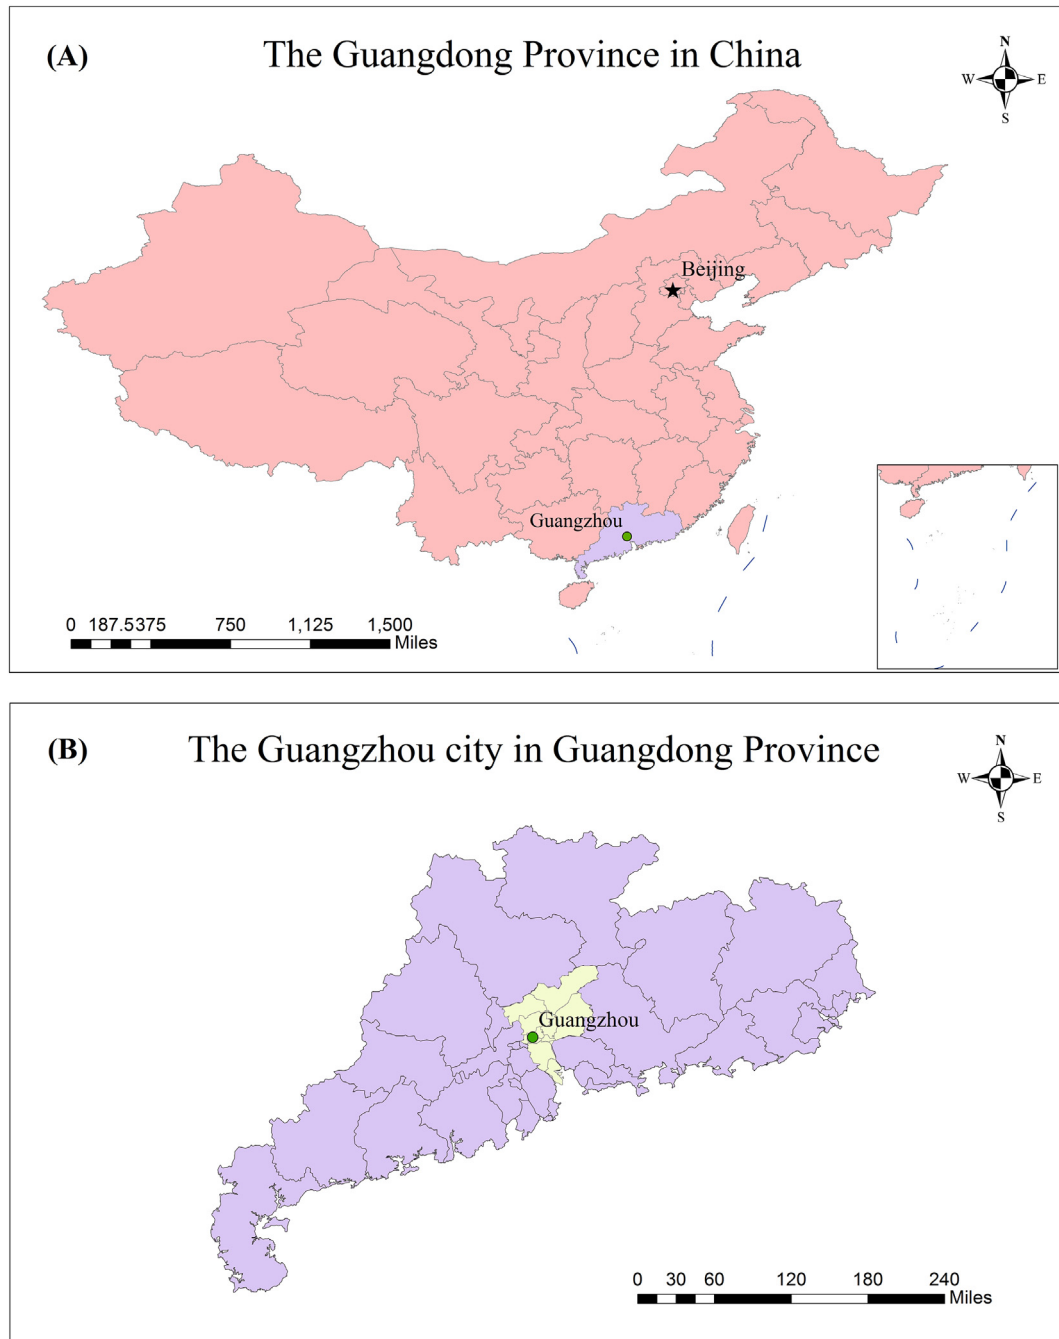 (A)
The Guangdong Province in China
N
W E
S
Beijing
Guangzhou
0 187.5375 750 1,125 1,500
Miles
(B)
The Guangzhou city in Guangdong Province
N
W E
S
Guangzhou
0 30 60 120 180 240
Miles